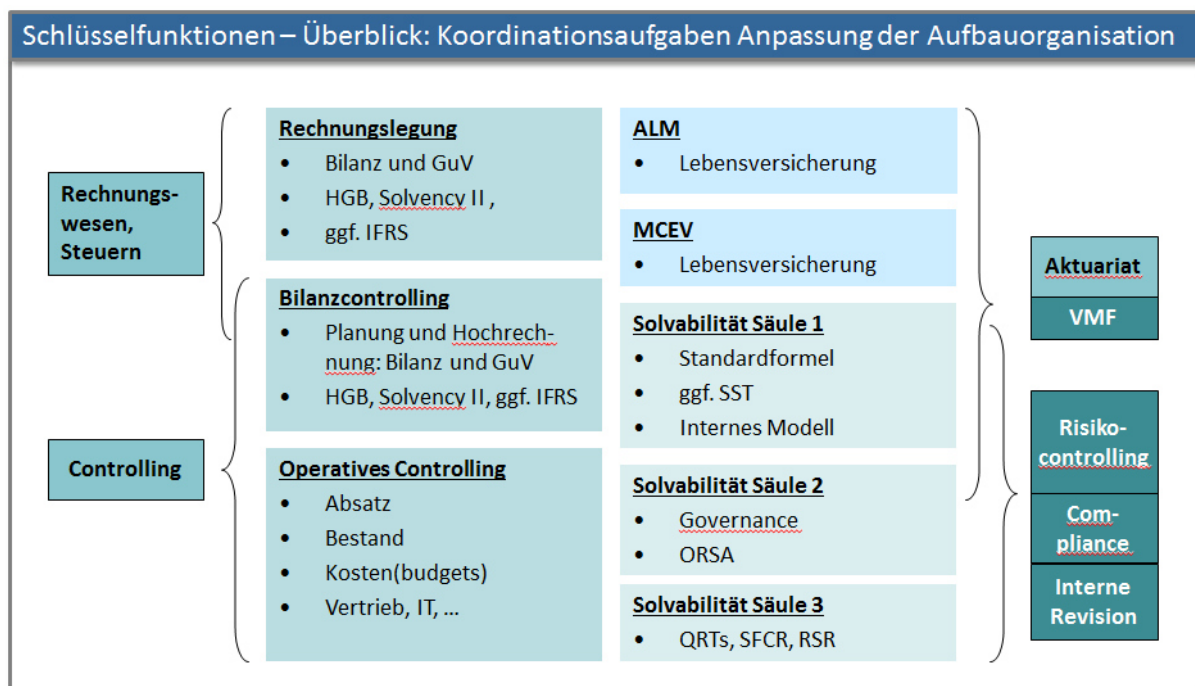 Schlüsselfunktionen – Überblick: Koordinationsaufgaben Anpassung der Aufbauorganisation
Rechnungs-
wesen,
Steuern
Controlling
Rechnungslegung
• Bilanz und GuV
• HGB, Solvency II ,
• ggf. IFRS
Bilanzcontrolling
• Planung und Hochrech-
nung: Bilanz und GuV
• HGB, Solvency II, ggf. IFRS
Operatives Controlling
• Absatz
• Bestand
• Kosten(budgets)
• Vertrieb, IT, ...
ALM
• Lebensversicherung
MCEV
• Lebensversicherung
Solvabilität Säule 1
• Standardformel
• ggf. SST
• Internes Modell
Solvabilität Säule 2
• Governance
• ORSA
Solvabilität Säule 3
• QRTs, SFCR, RSR
Aktuariat
VMF
Risiko-
controlling
Com-
pliance
Interne
Revision